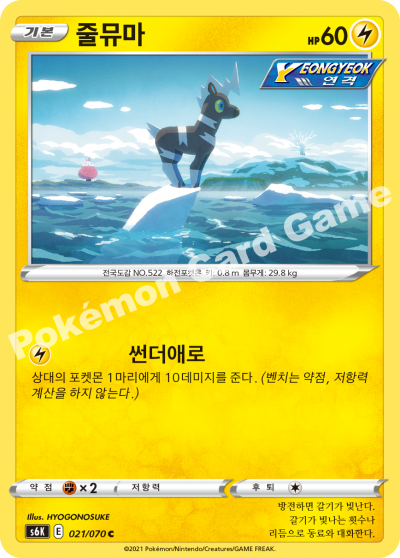 기본 줄뮤마 HP 60
YEONGYEOK
연격
전국도감 NO.522 하전포켓몬 키: 0.8 m 몸무게: 29.8 kg
Pokémon Card Game
썬더애로
상대의 포켓몬 1마리에게 10데미지를 준다. (벤치는 약점, 저항력
계산을 하지 않는다.)
약점 ×2 저항력 후퇴
Illus. HYOGONOSUKE
s6K E 021/070 C
방전하면 갈기가 빛난다.
갈기가 빛나는 횟수나
리듬으로 동료와 대화한다.
©2021 Pokémon/Nintendo/Creatures/GAME FREAK.